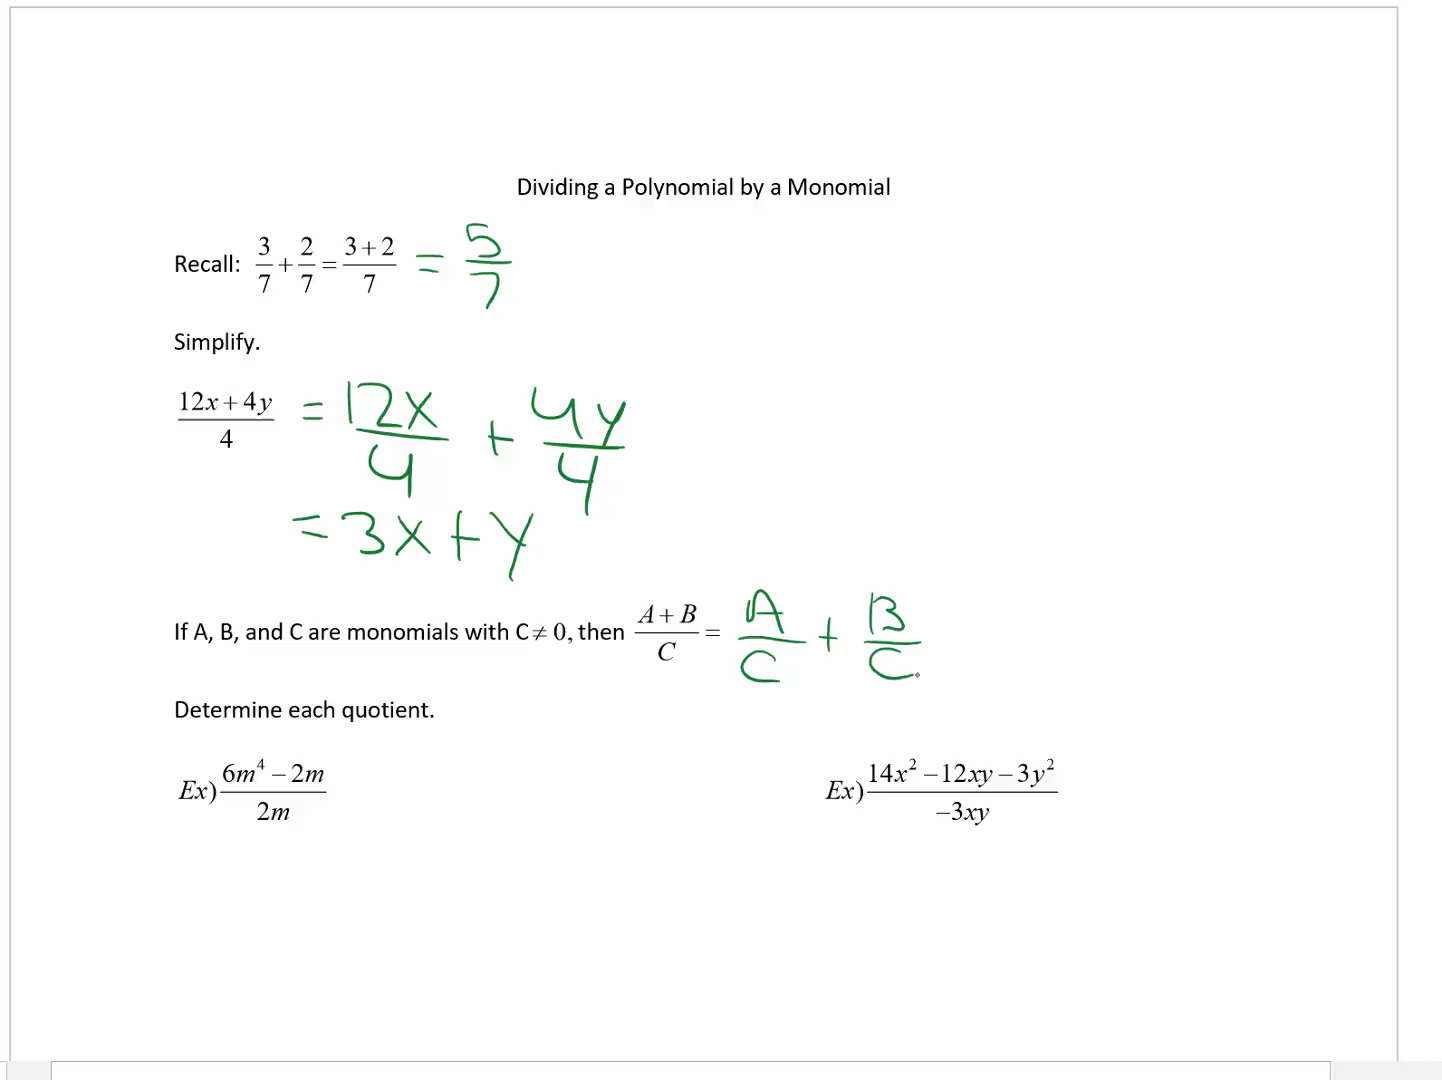 Dividing a Polynomial by a Monomial
Recall: 3/7 + 2/7 = (3+2)/7 = 5/7
Simplify.
(12x + 4y)/4 = 12x/4 + 4y/4
= 3x + y
If A, B, and C are monomials with C ≠ 0, then (A + B)/C = A/C + B/C
Determine each quotient.
Ex) (6m⁴ − 2m)/2m
Ex) (14x² − 12xy − 3y²)/−3xy